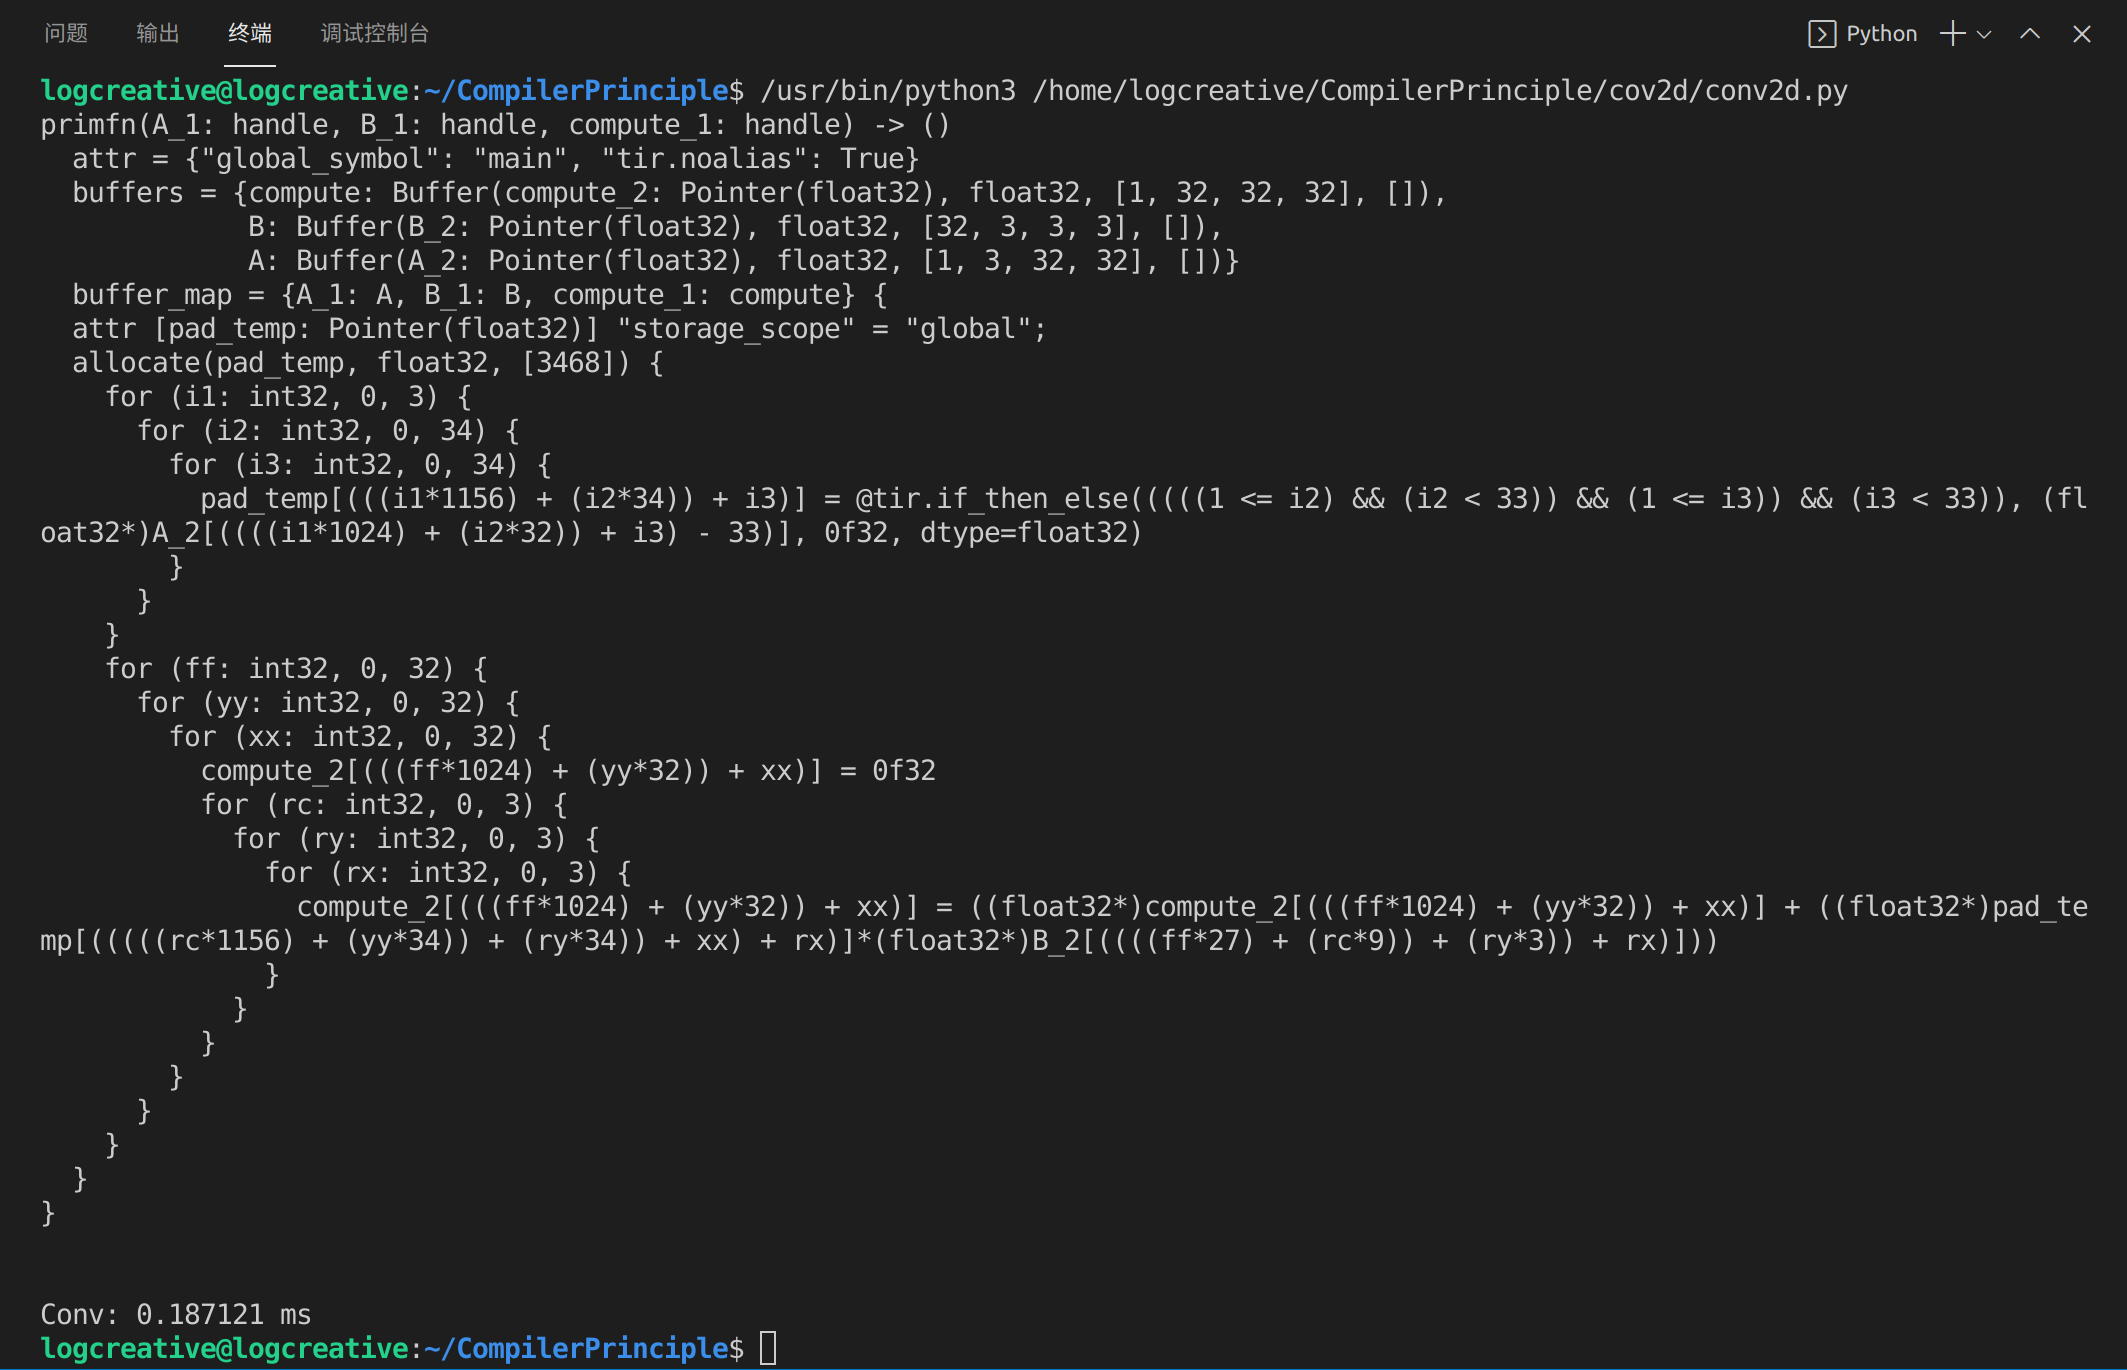 问题 输出 终端 调试控制台 Python
logcreative@logcreative:~/CompilerPrinciple$ /usr/bin/python3 /home/logcreative/CompilerPrinciple/cov2d/conv2d.py
primfn(A_1: handle, B_1: handle, compute_1: handle) -> ()
  attr = {"global_symbol": "main", "tir.noalias": True}
  buffers = {compute: Buffer(compute_2: Pointer(float32), float32, [1, 32, 32, 32], []),
             B: Buffer(B_2: Pointer(float32), float32, [32, 3, 3, 3], []),
             A: Buffer(A_2: Pointer(float32), float32, [1, 3, 32, 32], [])}
  buffer_map = {A_1: A, B_1: B, compute_1: compute} {
  attr [pad_temp: Pointer(float32)] "storage_scope" = "global";
  allocate(pad_temp, float32, [3468]) {
    for (i1: int32, 0, 3) {
      for (i2: int32, 0, 34) {
        for (i3: int32, 0, 34) {
          pad_temp[(((i1*1156) + (i2*34)) + i3)] = @tir.if_then_else(((((1 <= i2) && (i2 < 33)) && (1 <= i3)) && (i3 < 33)), (fl
oat32*)A_2[((((i1*1024) + (i2*32)) + i3) - 33)], 0f32, dtype=float32)
        }
      }
    }
    for (ff: int32, 0, 32) {
      for (yy: int32, 0, 32) {
        for (xx: int32, 0, 32) {
          compute_2[(((ff*1024) + (yy*32)) + xx)] = 0f32
          for (rc: int32, 0, 3) {
            for (ry: int32, 0, 3) {
              for (rx: int32, 0, 3) {
                compute_2[(((ff*1024) + (yy*32)) + xx)] = ((float32*)compute_2[(((ff*1024) + (yy*32)) + xx)] + ((float32*)pad_te
mp[(((((rc*1156) + (yy*34)) + (ry*34)) + xx) + rx)]*(float32*)B_2[((((ff*27) + (rc*9)) + (ry*3)) + rx)]))
              }
            }
          }
        }
      }
    }
  }
}
Conv: 0.187121 ms
logcreative@logcreative:~/CompilerPrinciple$